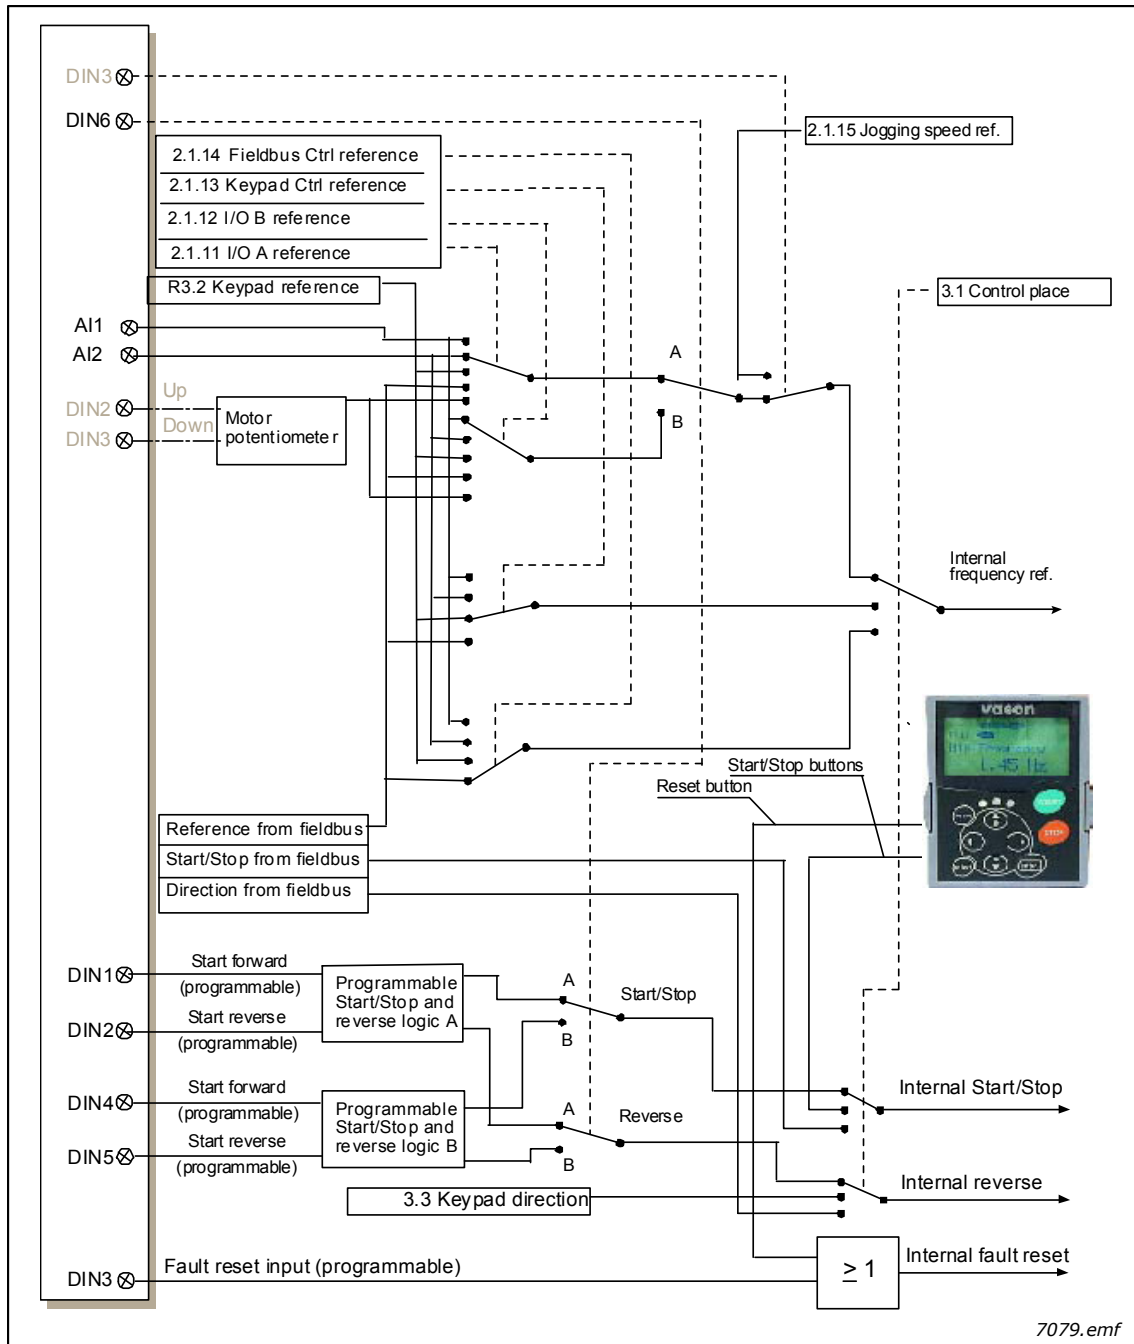 DIN3
DIN6
2.1.15 Jogging speed ref.
2.1.14 Fieldbus Ctrl reference
2.1.13 Keypad Ctrl reference
2.1.12 I/O B reference
2.1.11 I/O A reference
R3.2 Keypad reference
3.1 Control place
AI1
AI2
A
B
DIN2
Up
DIN3
Down
Motor
potentiometer
Internal
frequency ref.
vacon
1.45 Hz
STOP
Start/Stop buttons
Reset button
Reference from fieldbus
Start/Stop from fieldbus
Direction from fieldbus
DIN1
Start forward
(programmable)
DIN2
Start reverse
(programmable)
Programmable
Start/Stop and
reverse logic A
A
B
Start/Stop
DIN4
Start forward
(programmable)
DIN5
Start reverse
(programmable)
Programmable
Start/Stop and
reverse logic B
A
B
Reverse
Internal Start/Stop
3.3 Keypad direction
Internal reverse
DIN3
Fault reset input (programmable)
≥ 1
Internal fault reset
7079.emf